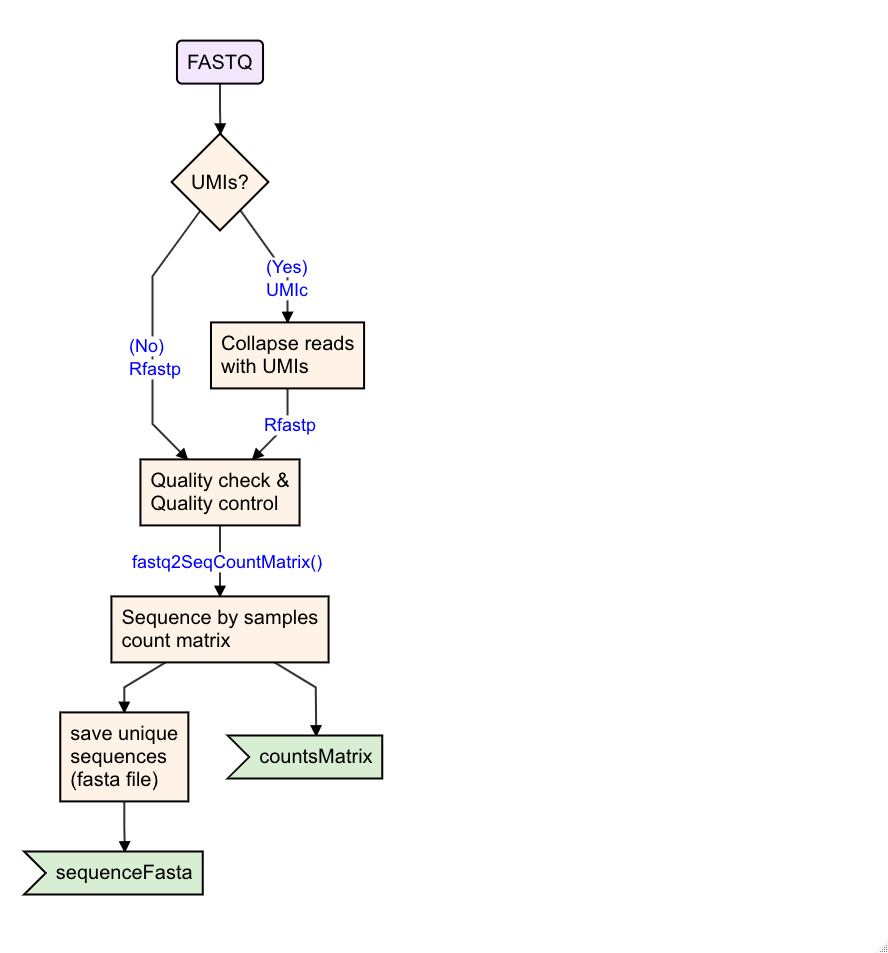 FASTQ
UMIs?
(Yes)
UMIc
(No)
Rfastp
Collapse reads
with UMIs
Rfastp
Quality check &
Quality control
fastq2SeqCountMatrix()
Sequence by samples
count matrix
save unique
sequences
(fasta file)
countsMatrix
sequenceFasta